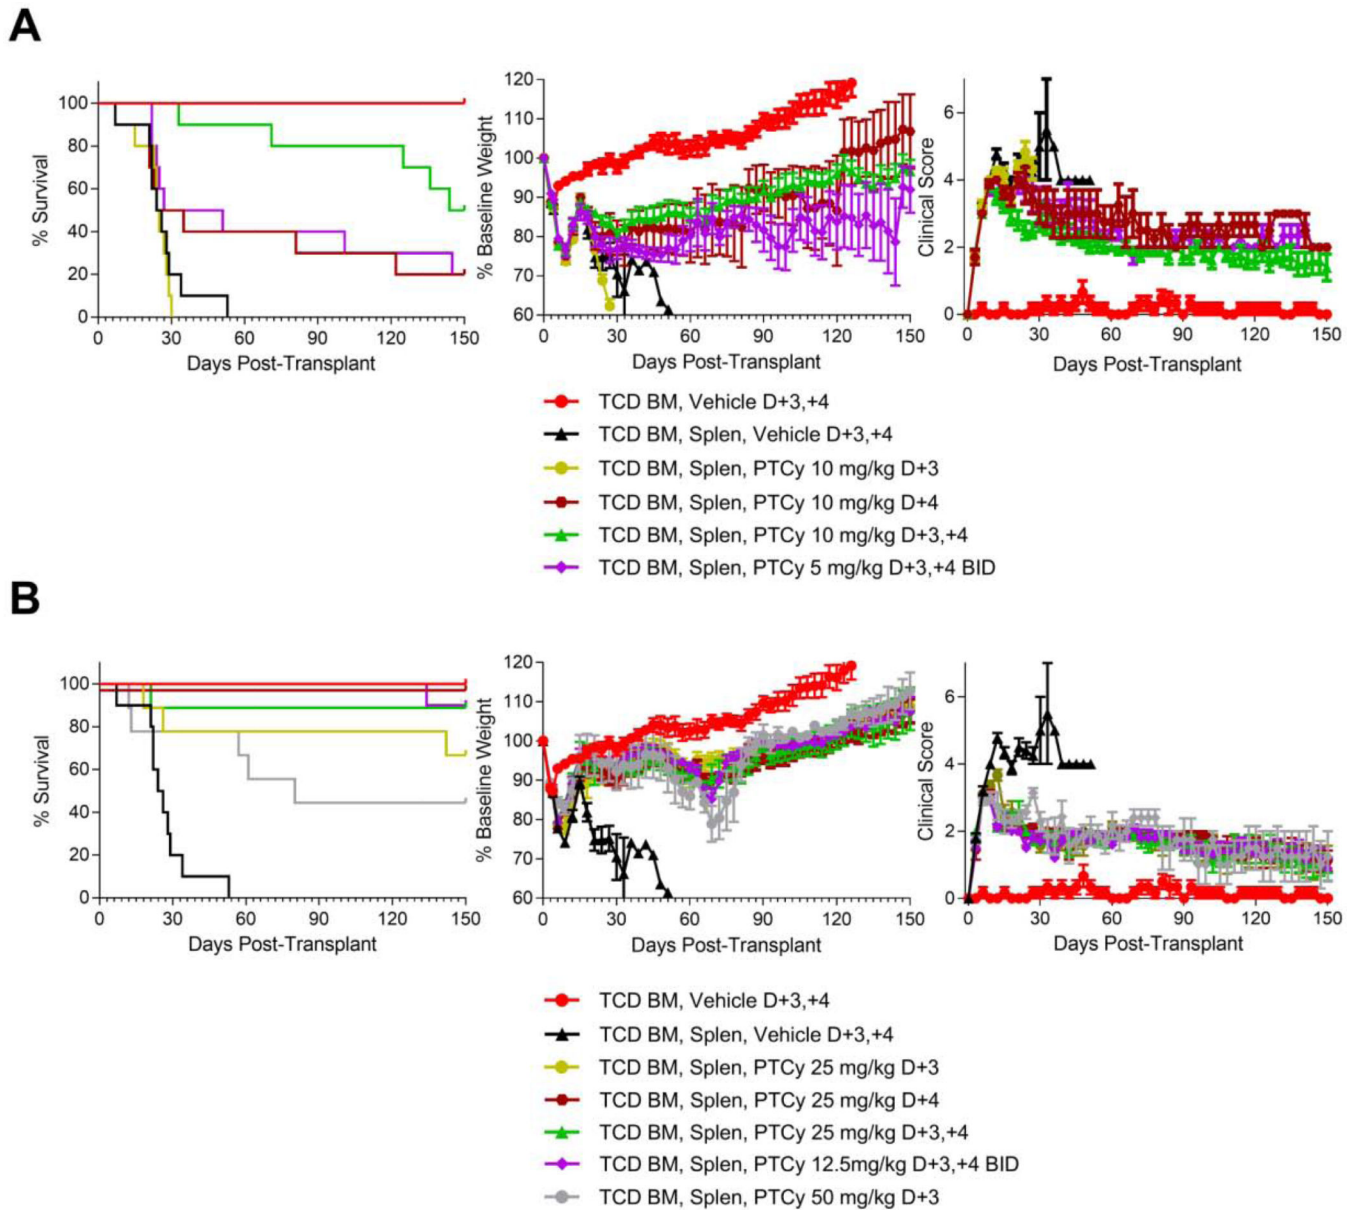 A
% Survival
100
80
60
40
20
0
0 30 60 90 120 150
Days Post-Transplant
% Baseline Weight
120
110
100
90
80
70
60
0 30 60 90 120 150
Days Post-Transplant
Clinical Score
6
4
2
0
0 30 60 90 120 150
Days Post-Transplant
TCD BM, Vehicle D+3,+4
TCD BM, Splen, Vehicle D+3,+4
TCD BM, Splen, PTCy 10 mg/kg D+3
TCD BM, Splen, PTCy 10 mg/kg D+4
TCD BM, Splen, PTCy 10 mg/kg D+3,+4
TCD BM, Splen, PTCy 5 mg/kg D+3,+4 BID
B
% Survival
100
80
60
40
20
0
0 30 60 90 120 150
Days Post-Transplant
% Baseline Weight
120
110
100
90
80
70
60
0 30 60 90 120 150
Days Post-Transplant
Clinical Score
6
4
2
0
0 30 60 90 120 150
Days Post-Transplant
TCD BM, Vehicle D+3,+4
TCD BM, Splen, Vehicle D+3,+4
TCD BM, Splen, PTCy 25 mg/kg D+3
TCD BM, Splen, PTCy 25 mg/kg D+4
TCD BM, Splen, PTCy 25 mg/kg D+3,+4
TCD BM, Splen, PTCy 12.5mg/kg D+3,+4 BID
TCD BM, Splen, PTCy 50 mg/kg D+3